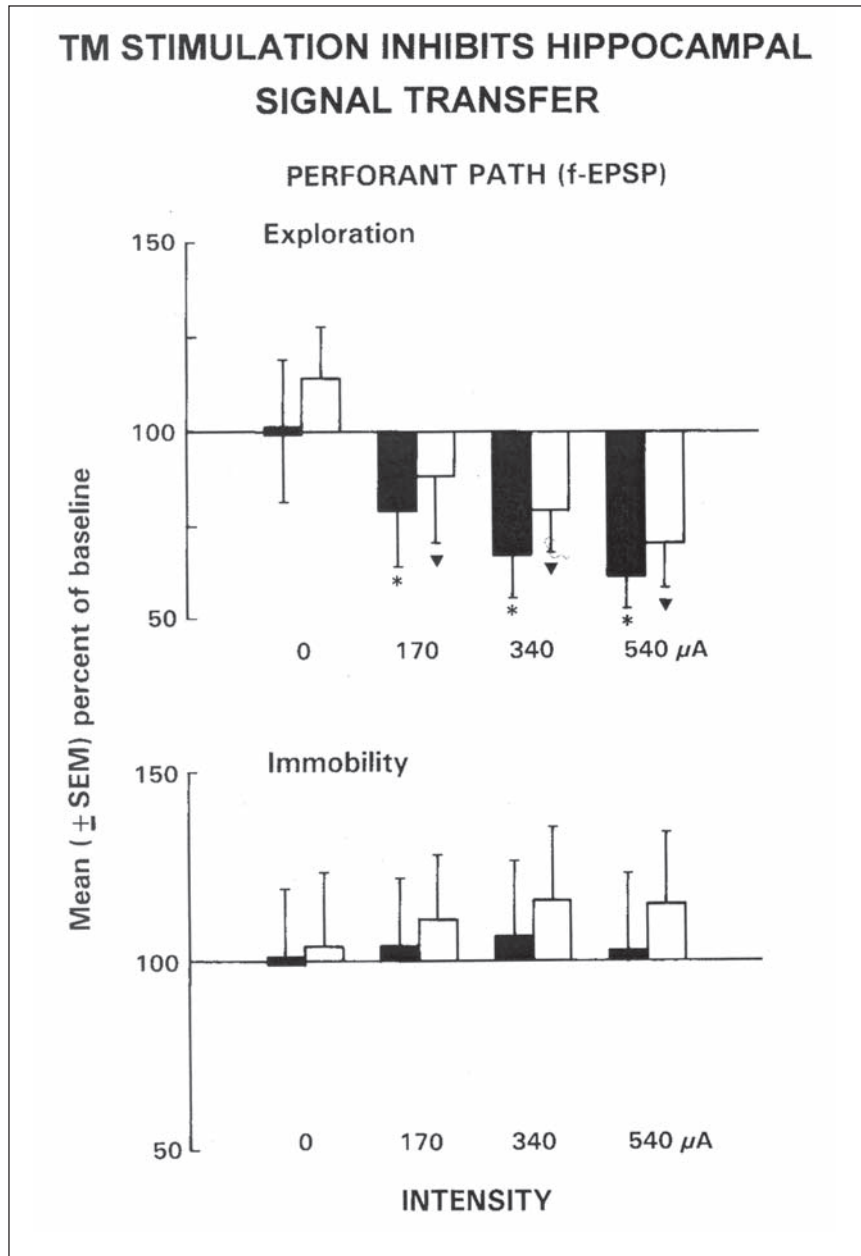 TM STIMULATION INHIBITS HIPPOCAMPAL
SIGNAL TRANSFER
PERFORANT PATH (f-EPSP)
Mean (±SEM) percent of baseline
150
Exploration
100
* ▼ * ▼ * ▼
50
0 170 340 540 µA
150
Immobility
100
50
0 170 340 540 µA
INTENSITY